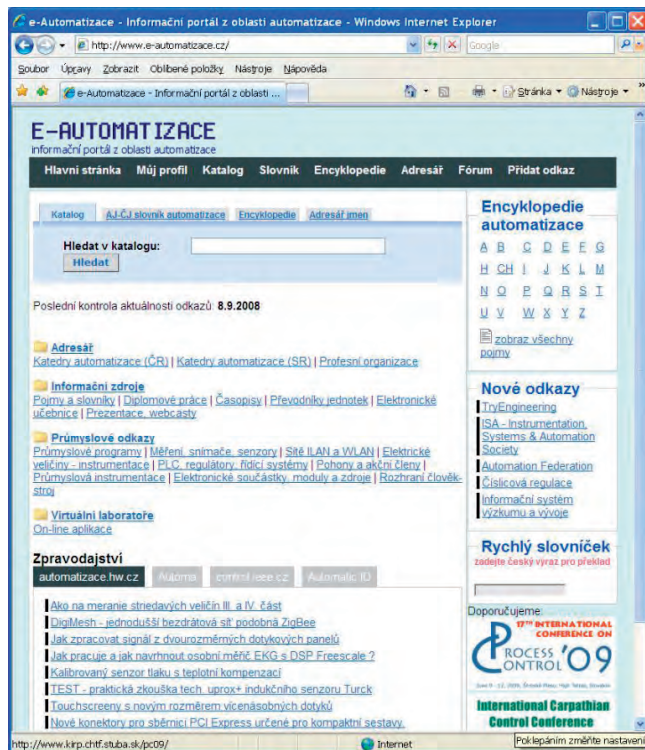 e-Automatizace - Informační portál z oblasti automatizace - Windows Internet Explorer
http://www.e-automatizace.cz/
Google
Soubor Úpravy Zobrazit Oblíbené položky Nástroje Nápověda
e-Automatizace - Informační portál z oblasti ...
Stránka Nástroje
E-AUTOMATIZACE
informační portál z oblasti automatizace
Hlavní stránka Můj profil Katalog Slovník Encyklopedie Adresář Fórum Přidat odkaz
Katalog AJ-ČJ slovník automatizace Encyklopedie Adresář jmen
Hledat v katalogu:
Hledat
Poslední kontrola aktuálnosti odkazů: 8.9.2008
Adresář
Katedry automatizace (ČR) | Katedry automatizace (SR) | Profesní organizace
Informační zdroje
Pojmy a slovníky | Diplomové práce | Časopisy | Převodníky jednotek | Elektronické
učebnice | Prezentace, webcasty
Průmyslové odkazy
Průmyslové programy | Měření, snímače, senzory | Sítě ILAN a WLAN | Elektrické
veličiny - instrumentace | PLC, regulátory, řídící systémy | Pohony a akční členy |
Průmyslová instrumentace | Elektronické součástky, moduly a zdroje | Rozhraní člověk-
stroj
Virtuální laboratoře
On-line aplikace
Zpravodajství
automatizace.hw.cz Automa control.ieee.cz Automatic ID
Ako na meranie striedavých veličín III. a IV. část
DigiMesh - jednodušší bezdrátová síť podobná ZigBee
Jak zpracovat signál z dvourozměrných dotykových panelů
Jak pracuje a jak navrhnout osobní měřič EKG s DSP Freescale ?
Kalibrovaný senzor tlaku s teplotní kompenzací
TEST - praktická zkouška tech. uprox+ indukčního senzoru Turck
Touchscreeny s novým rozměrem vícenásobných dotyků
Nové konektory pro sběrnici PCI Express určené pro kompaktní sestavy.
Encyklopedie
automatizace
A B C D E F G
H CH I J K L M
N O P Q R S T
U V W X Y Z
zobraz všechny
pojmy
Nové odkazy
TryEngineering
ISA - Instrumentation,
Systems & Automation
Society
Automation Federation
Číslicová regulace
Informační systém
výzkumu a vývoje
Rychlý slovníček
zadejte český výraz pro překlad
Doporučujeme:
17TH INTERNATIONAL
CONFERENCE ON
PROCESS
CONTROL '09
International Carpathian
Control Conference
http://www.kirp.chtf.stuba.sk/pc09/
Internet
Poklepáním změňte nastavení